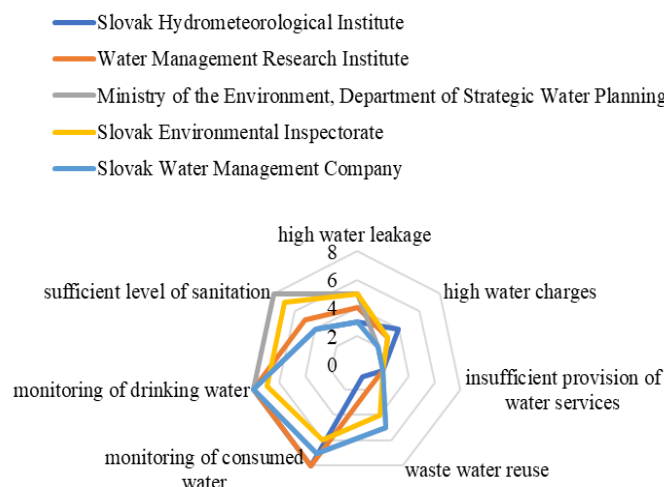 Slovak Hydrometeorological Institute
Water Management Research Institute
Ministry of the Environment, Department of Strategic Water Planning
Slovak Environmental Inspectorate
Slovak Water Management Company
high water leakage
8
sufficient level of sanitation
6
high water charges
4
2
0
monitoring of drinking water
insufficient provision of
water services
monitoring of consumed
water
waste water reuse